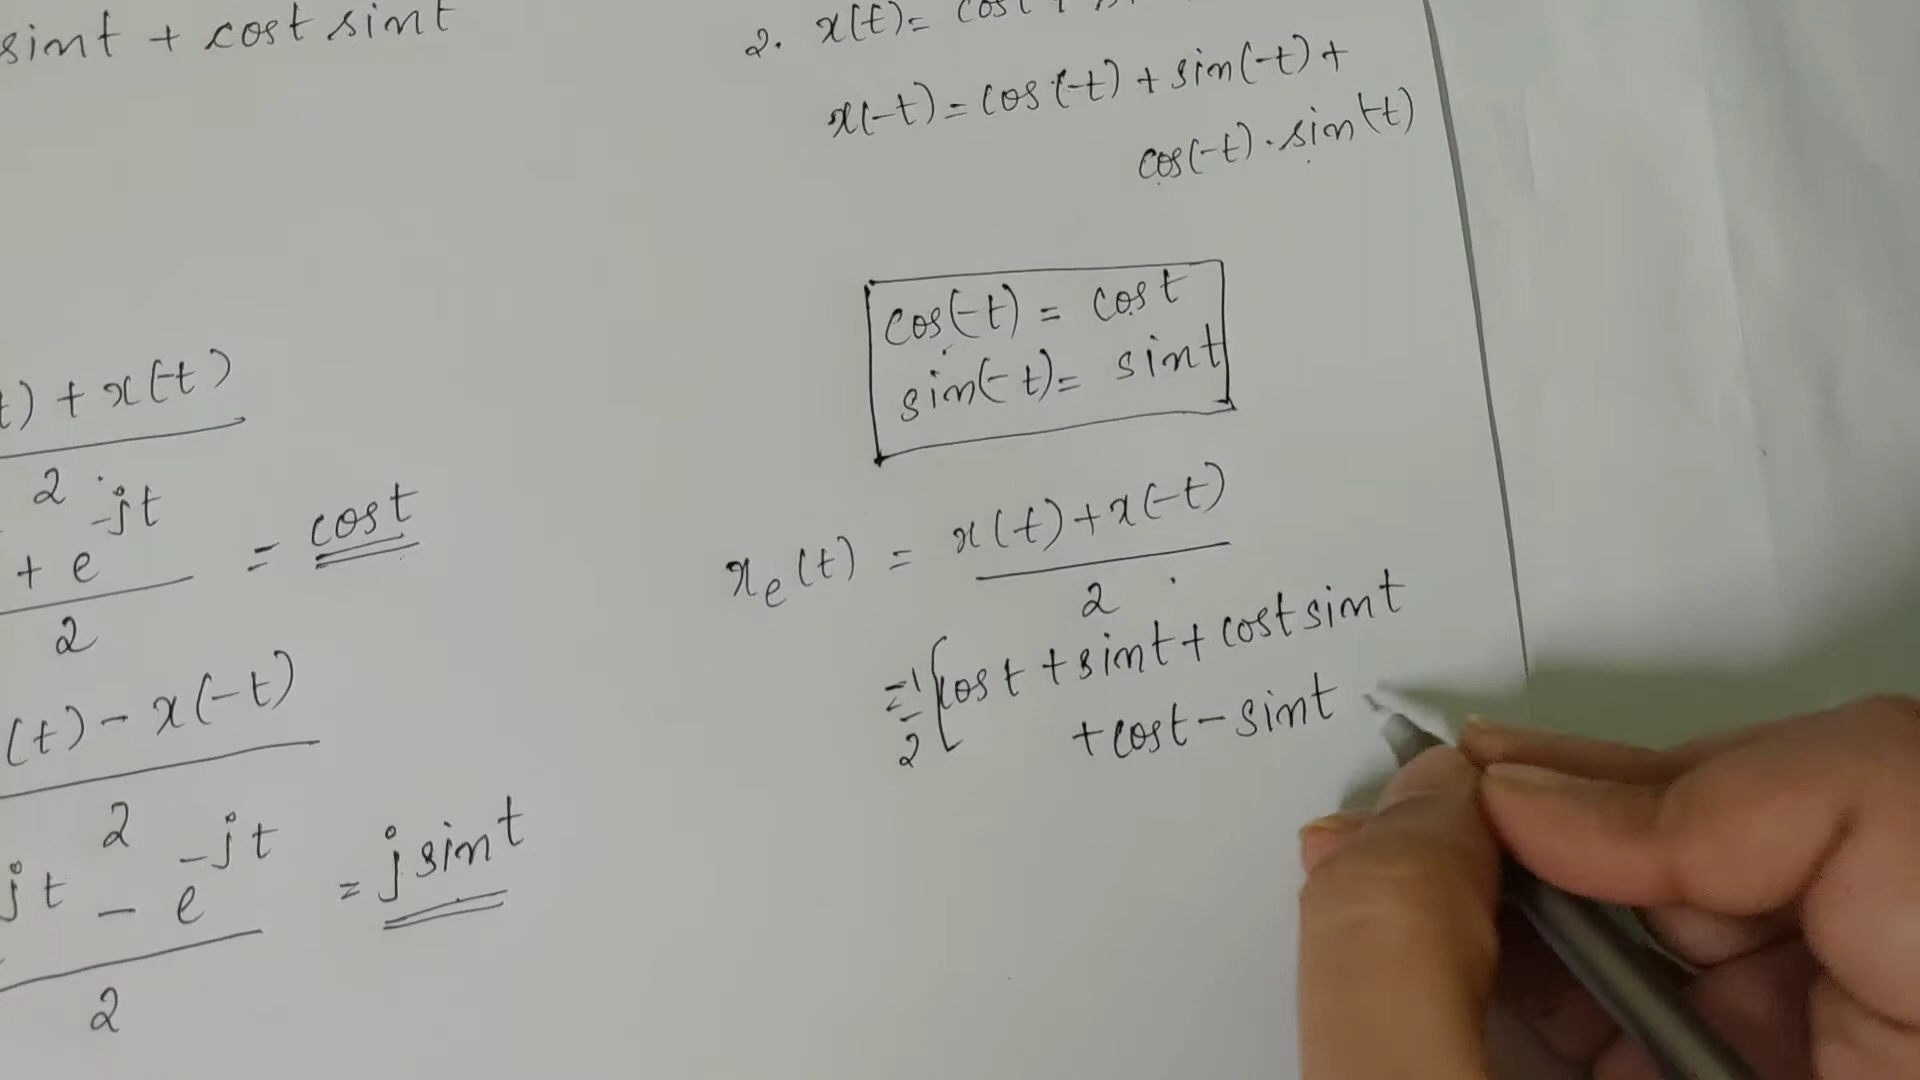 sint + cost sint
t) + x(-t)
2
+ e^-jt
2
= cost
(t) - x(-t)
2
jt - e^-jt
2
= j sint
2. x(t) = cost +
x(-t) = cos(-t) + sin(-t) +
cos(-t) . sin(-t)
cos(-t) = cost
sin(-t) = sint
xe(t) = x(t) + x(-t)
2
= 1/2 [cost + sint + cost sint
+ cost - sint